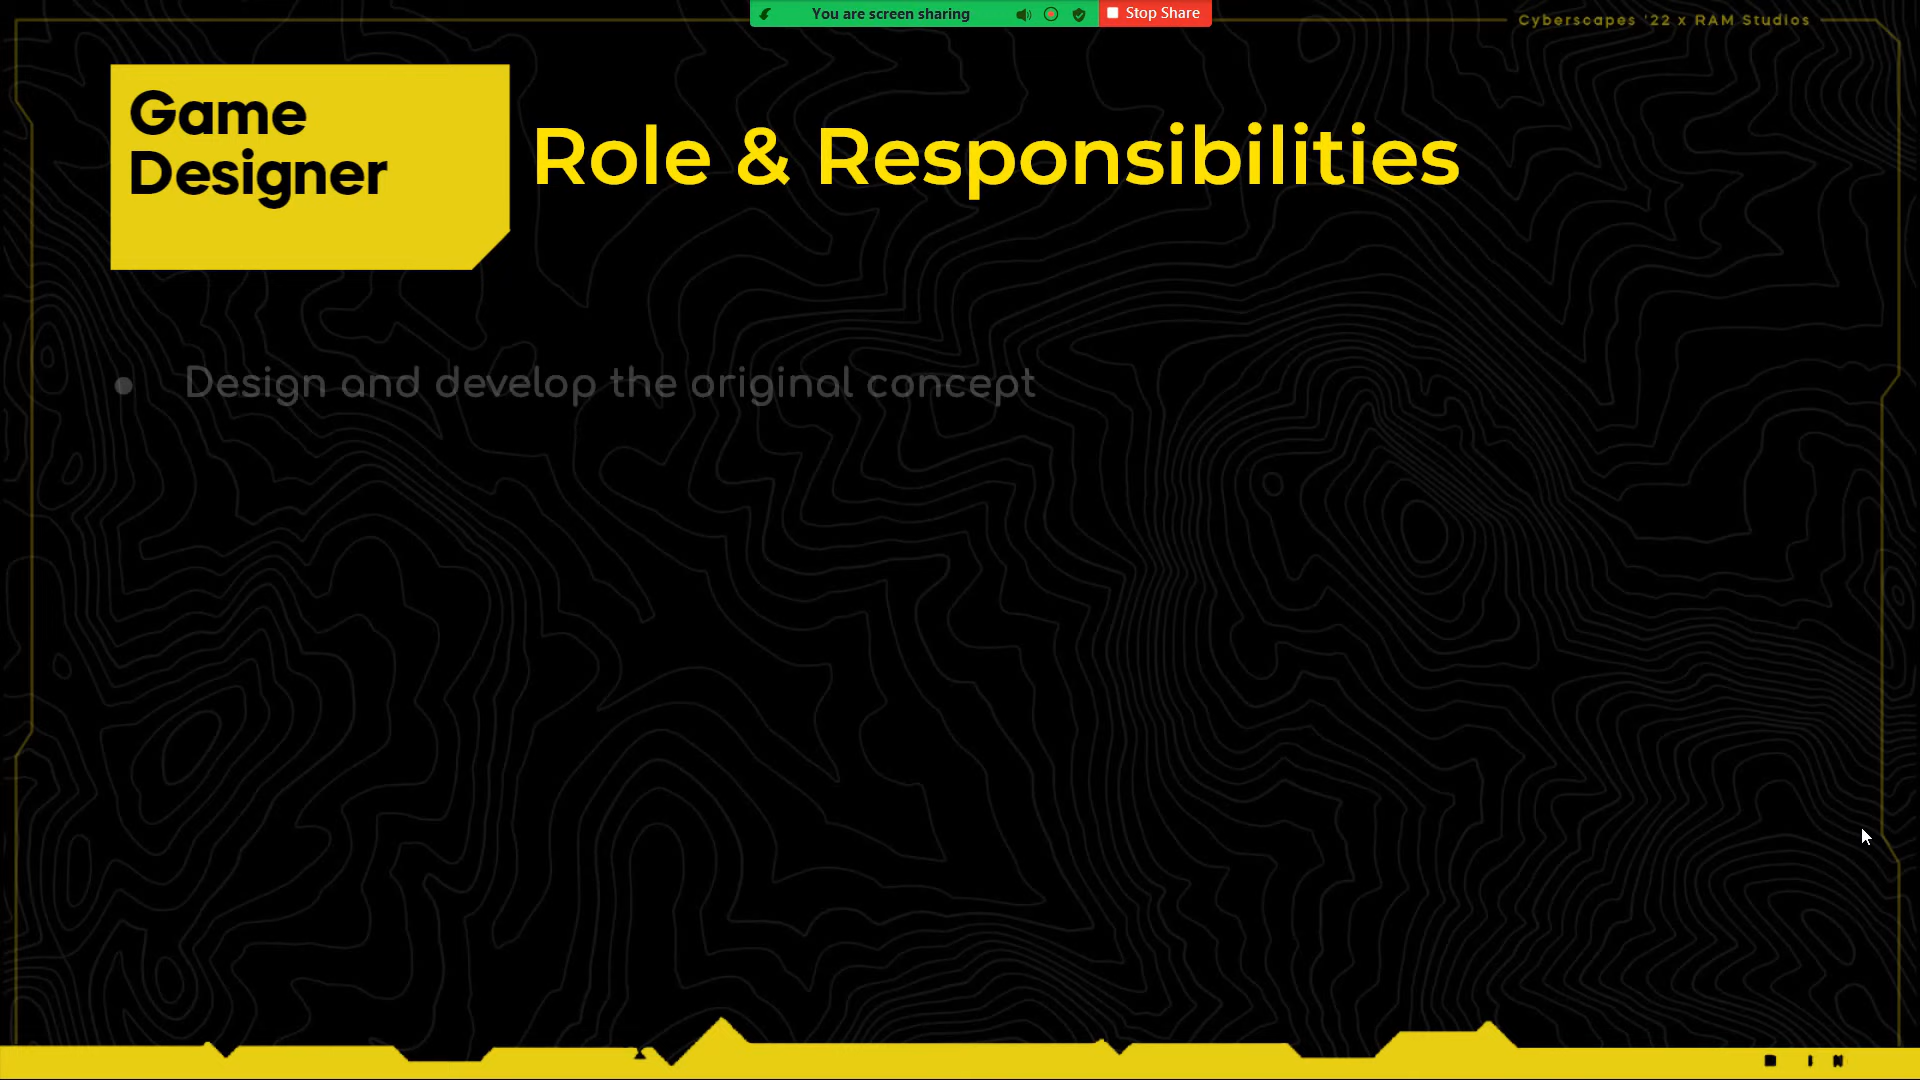 You are screen sharing
Stop Share
Cyberscapes '22 x RAM Studios
Game
Designer
Role & Responsibilities
● Design and develop the original concept